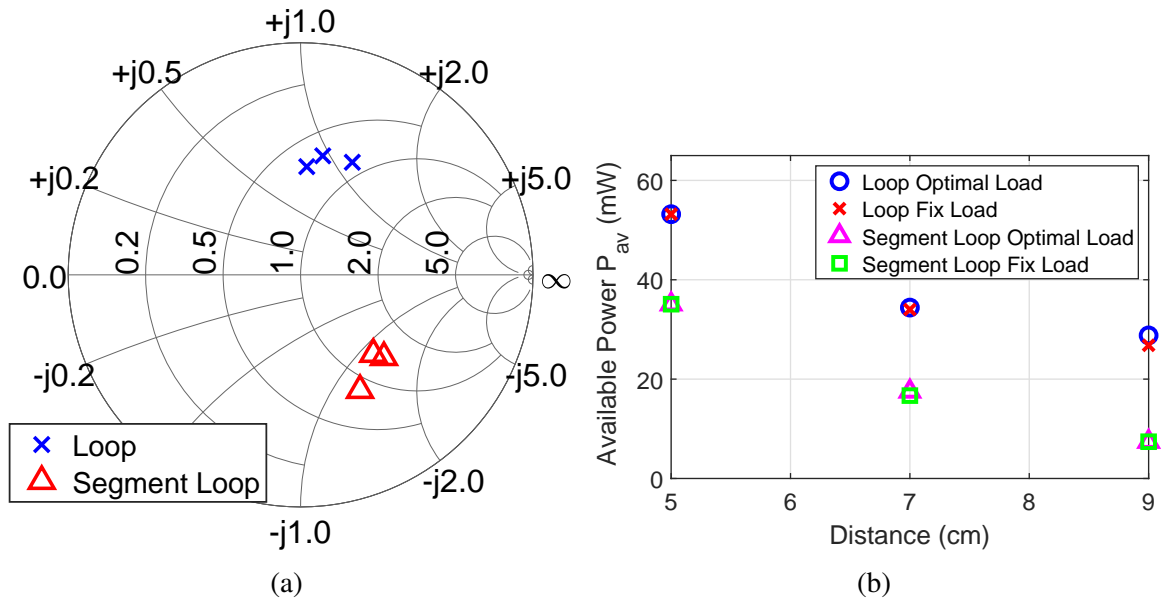 +j1.0
+j0.5
+j2.0
+j0.2
+j5.0
0.0
0.2
0.5
1.0
2.0
5.0
∞
-j0.2
-j5.0
-j2.0
-j1.0
Loop
Segment Loop
(a)
Available Power P_av (mW)
60
40
20
0
5
6
7
8
9
Distance (cm)
Loop Optimal Load
Loop Fix Load
Segment Loop Optimal Load
Segment Loop Fix Load
(b)